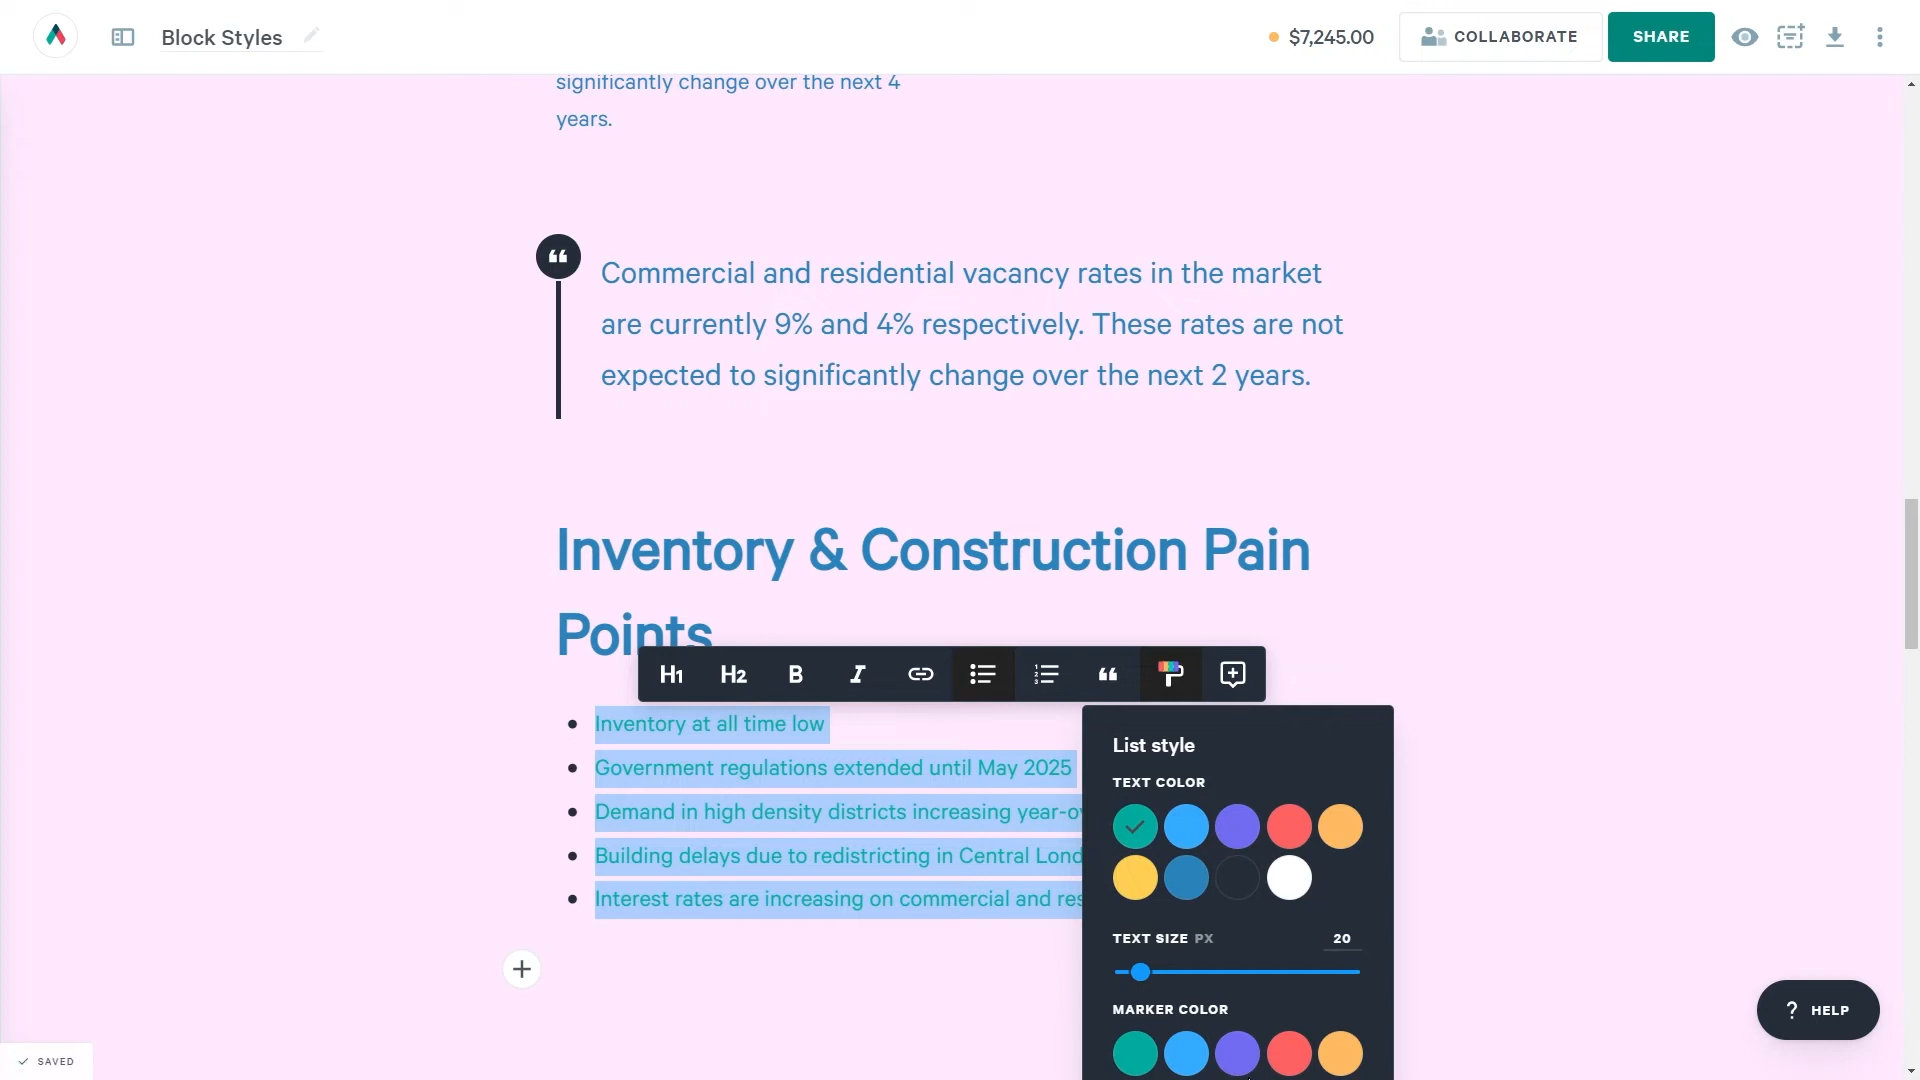 Block Styles
$7,245.00
COLLABORATE
SHARE
significantly change over the next 4
years.
Commercial and residential vacancy rates in the market
are currently 9% and 4% respectively. These rates are not
expected to significantly change over the next 2 years.
Inventory & Construction Pain
Points
H1 H2 B I
Inventory at all time low
Government regulations extended until May 2025
Demand in high density districts increasing
Building delays due to redistricting in Central
Interest rates are increasing on commercial and
List style
TEXT COLOR
TEXT SIZE PX 20
MARKER COLOR
? HELP
SAVED